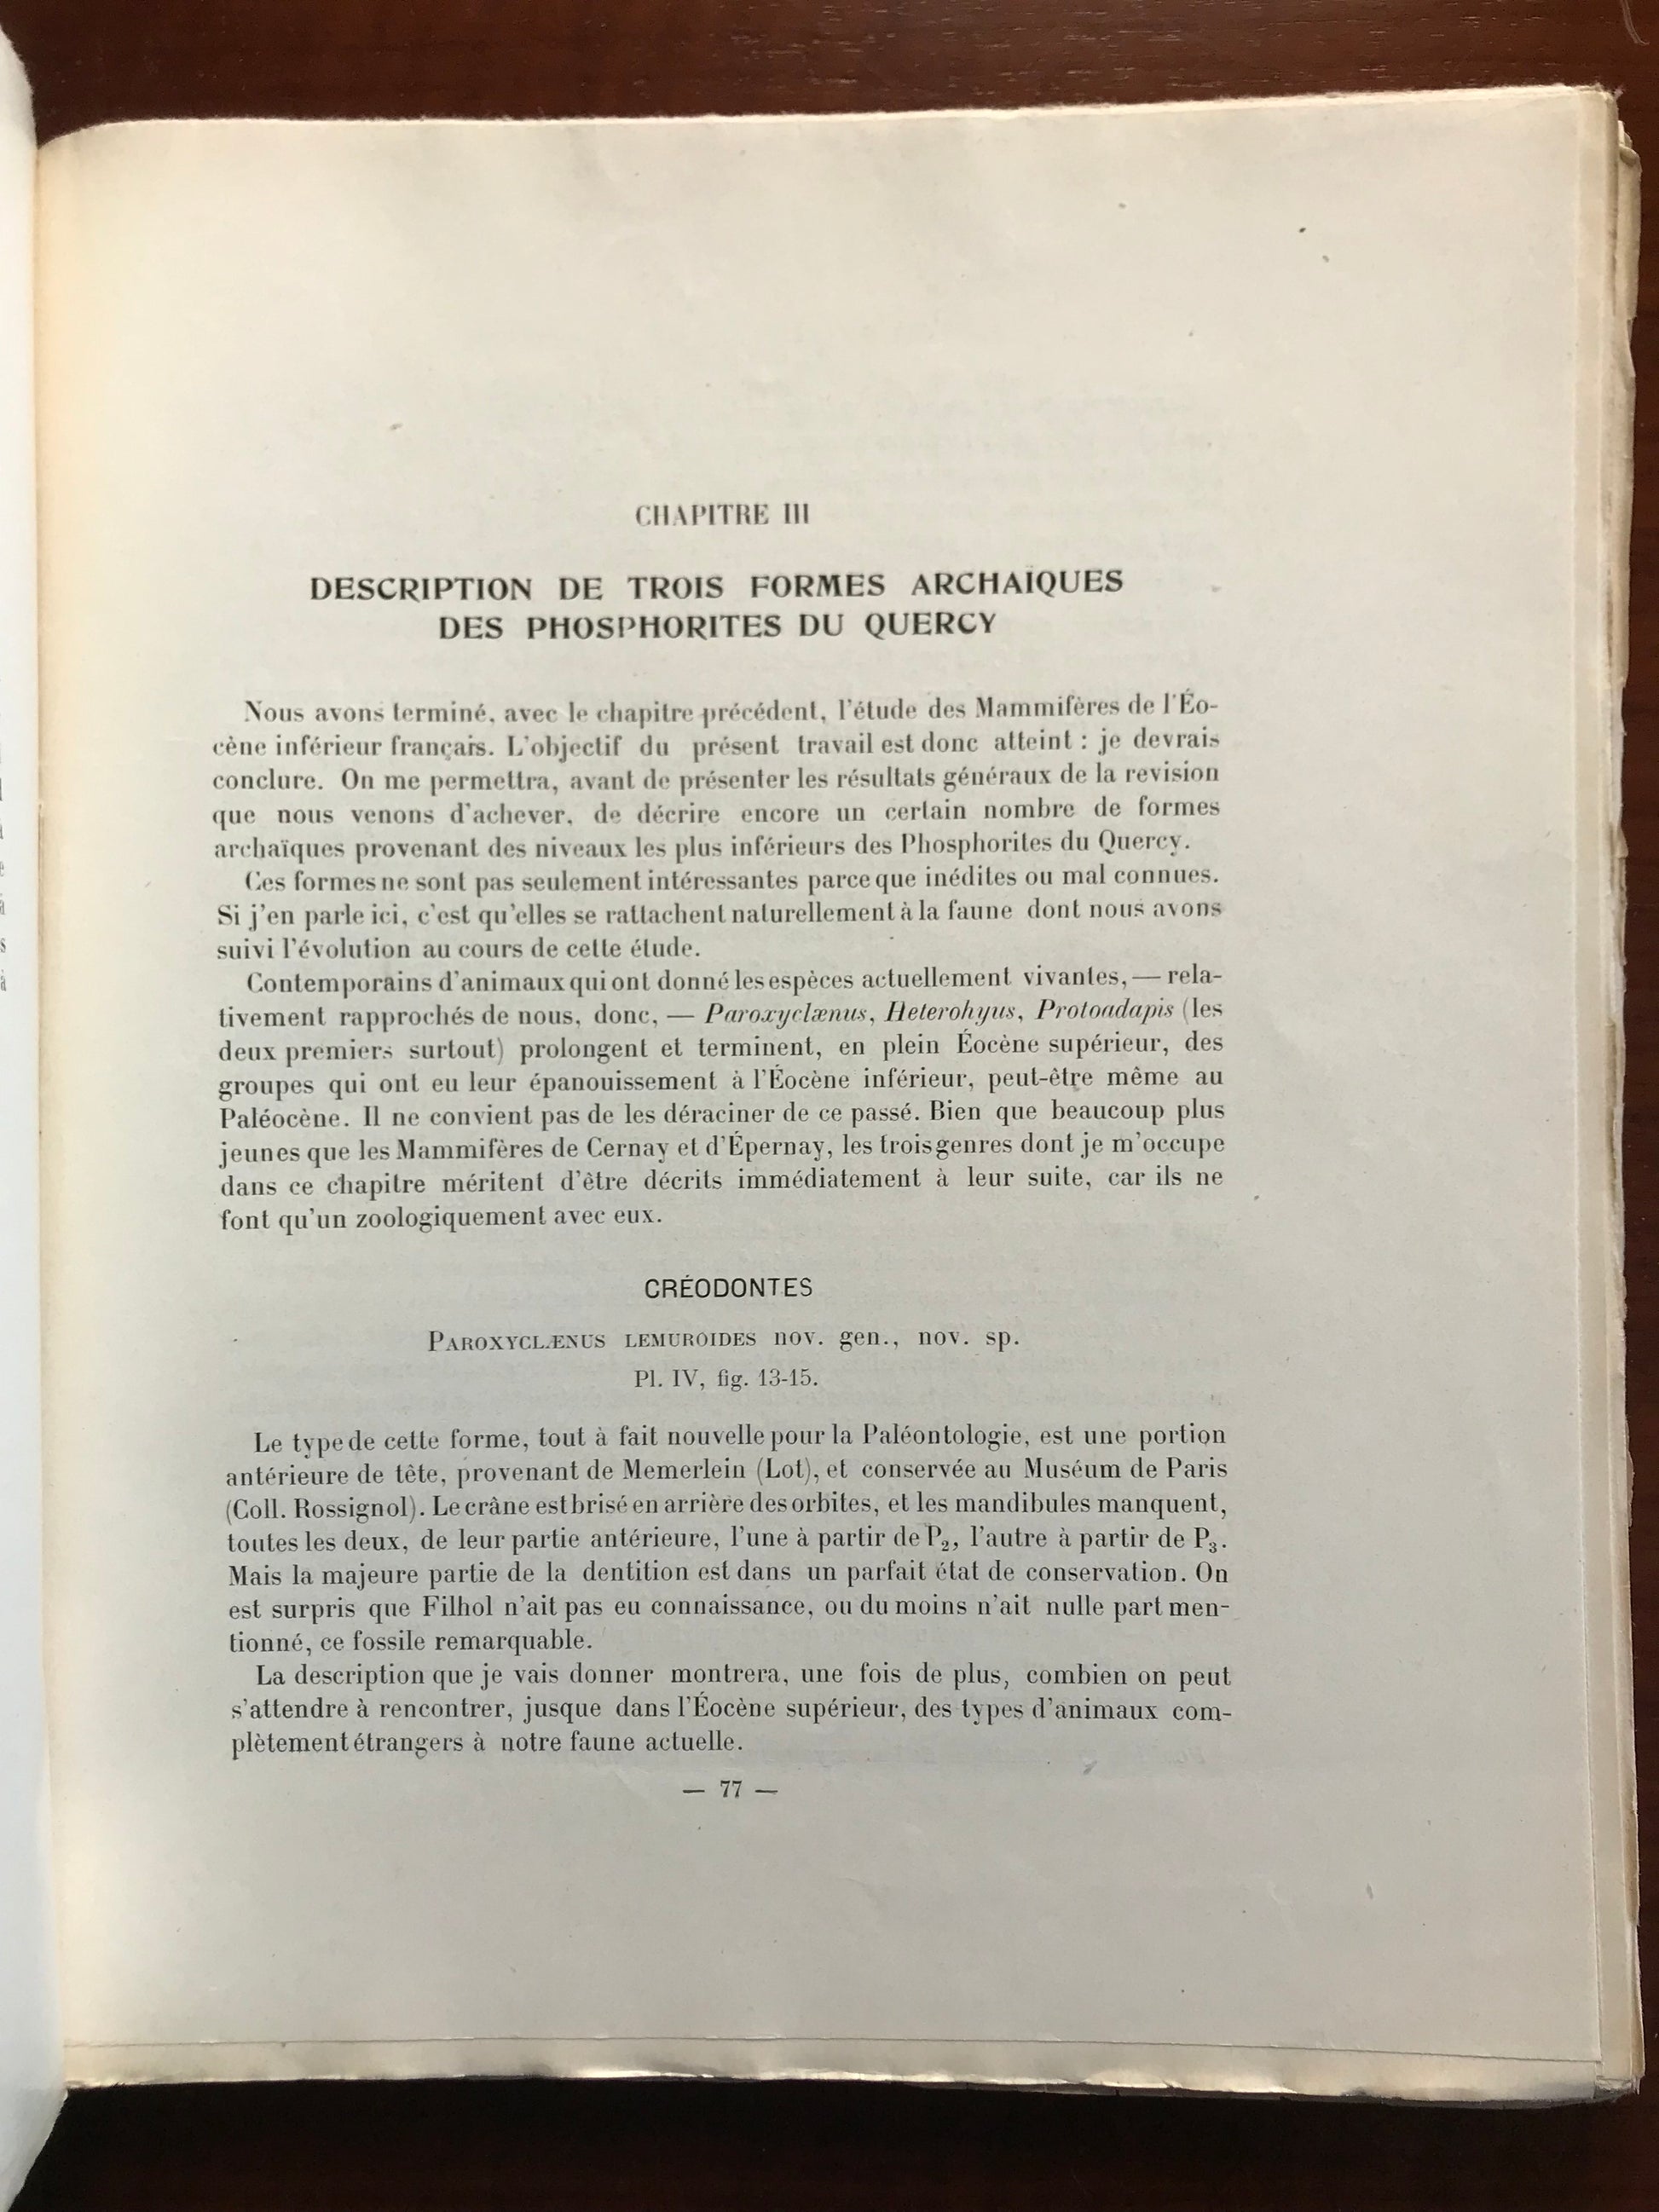 CHAPITRE III
DESCRIPTION DE TROIS FORMES ARCHAÏQUES
DES PHOSPHORITES DU QUERCY
Nous avons terminé, avec le chapitre précédent, l'étude des Mammifères de l'Éo-
cène inférieur français. L'objectif du présent travail est donc atteint : je devrais
conclure. On me permettra, avant de présenter les résultats généraux de la revision
que nous venons d'achever, de décrire encore un certain nombre de formes
archaïques provenant des niveaux les plus inférieurs des Phosphorites du Quercy.
Ces formes ne sont pas seulement intéressantes parce que inédites ou mal connues.
Si j'en parle ici, c'est qu'elles se rattachent naturellement à la faune dont nous avons
suivi l'évolution au cours de cette étude.
Contemporains d'animaux qui ont donné les espèces actuellement vivantes, — rela-
tivement rapprochés de nous, donc, — Paroxyclænus, Heterohyus, Protoadapis (les
deux premiers surtout) prolongent et terminent, en plein Éocène supérieur, des
groupes qui ont eu leur épanouissement à l'Éocène inférieur, peut-être même au
Paléocène. Il ne convient pas de les déraciner de ce passé. Bien que beaucoup plus
jeunes que les Mammifères de Cernay et d'Épernay, les trois genres dont je m'occupe
dans ce chapitre méritent d'être décrits immédiatement à leur suite, car ils ne
font qu'un zoologiquement avec eux.
CRÉODONTES
PAROXYCLÆNUS LEMUROIDES nov. gen., nov. sp.
Pl. IV, fig. 13-15.
Le type de cette forme, tout à fait nouvelle pour la Paléontologie, est une portion
antérieure de tête, provenant de Memerlein (Lot), et conservée au Muséum de Paris
(Coll. Rossignol). Le crâne est brisé en arrière des orbites, et les mandibules manquent,
toutes les deux, de leur partie antérieure, l'une à partir de P₂, l'autre à partir de P₃.
Mais la majeure partie de la dentition est dans un parfait état de conservation. On
est surpris que Filhol n'ait pas eu connaissance, ou du moins n'ait nulle part men-
tionné, ce fossile remarquable.
La description que je vais donner montrera, une fois de plus, combien on peut
s'attendre à rencontrer, jusque dans l'Éocène supérieur, des types d'animaux com-
plètement étrangers à notre faune actuelle.
— 77 —